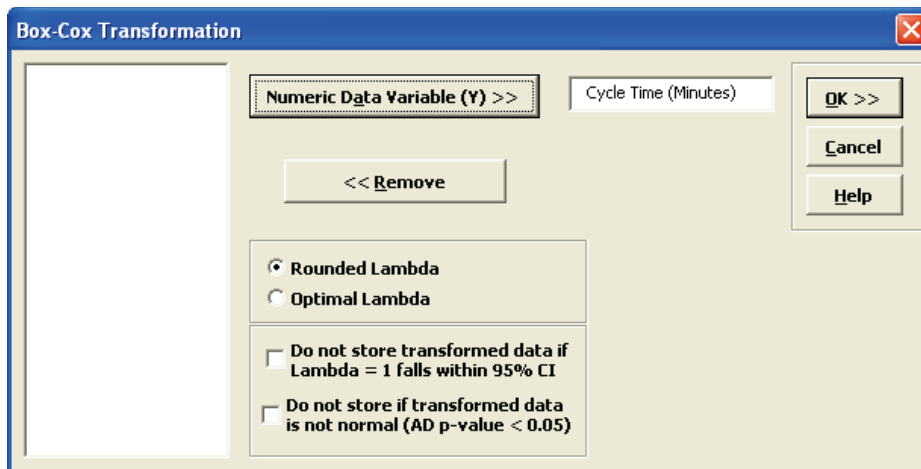 Box-Cox Transformation
Numeric Data Variable (Y) >>
Cycle Time (Minutes)
OK >>
Cancel
Help
<< Remove
Rounded Lambda
Optimal Lambda
Do not store transformed data if
Lambda = 1 falls within 95% CI
Do not store if transformed data
is not normal (AD p-value < 0.05)